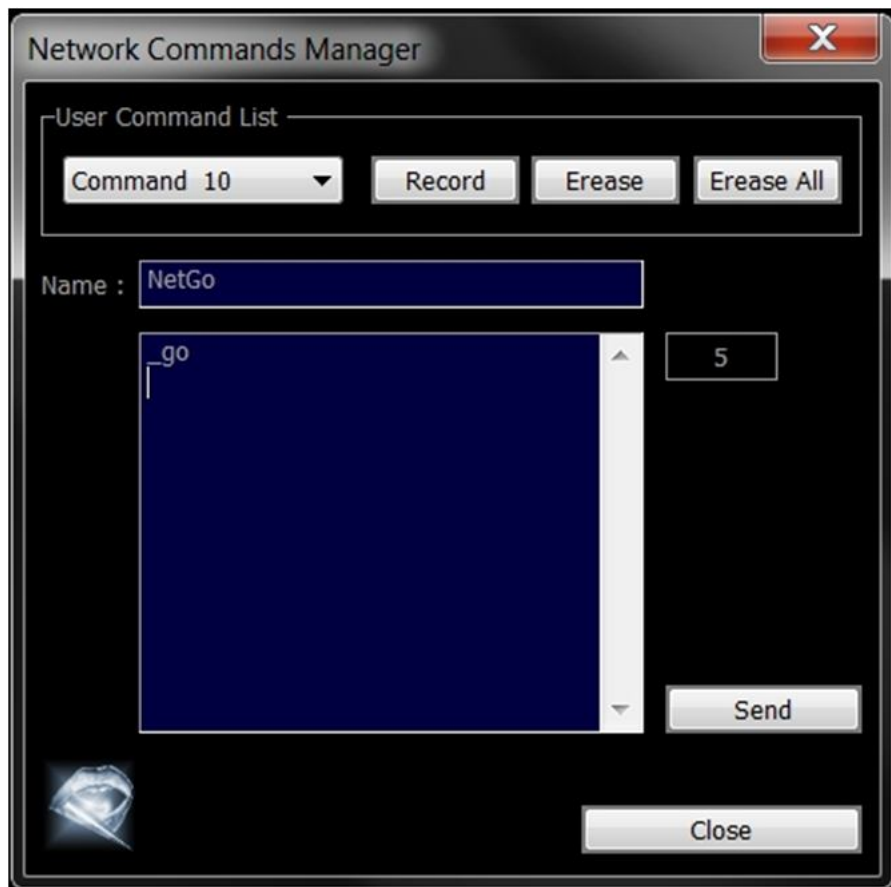 Network Commands Manager
X
User Command List
Command 10 Record Erease Erease All
Name : NetGo
_go
5
Send
Close